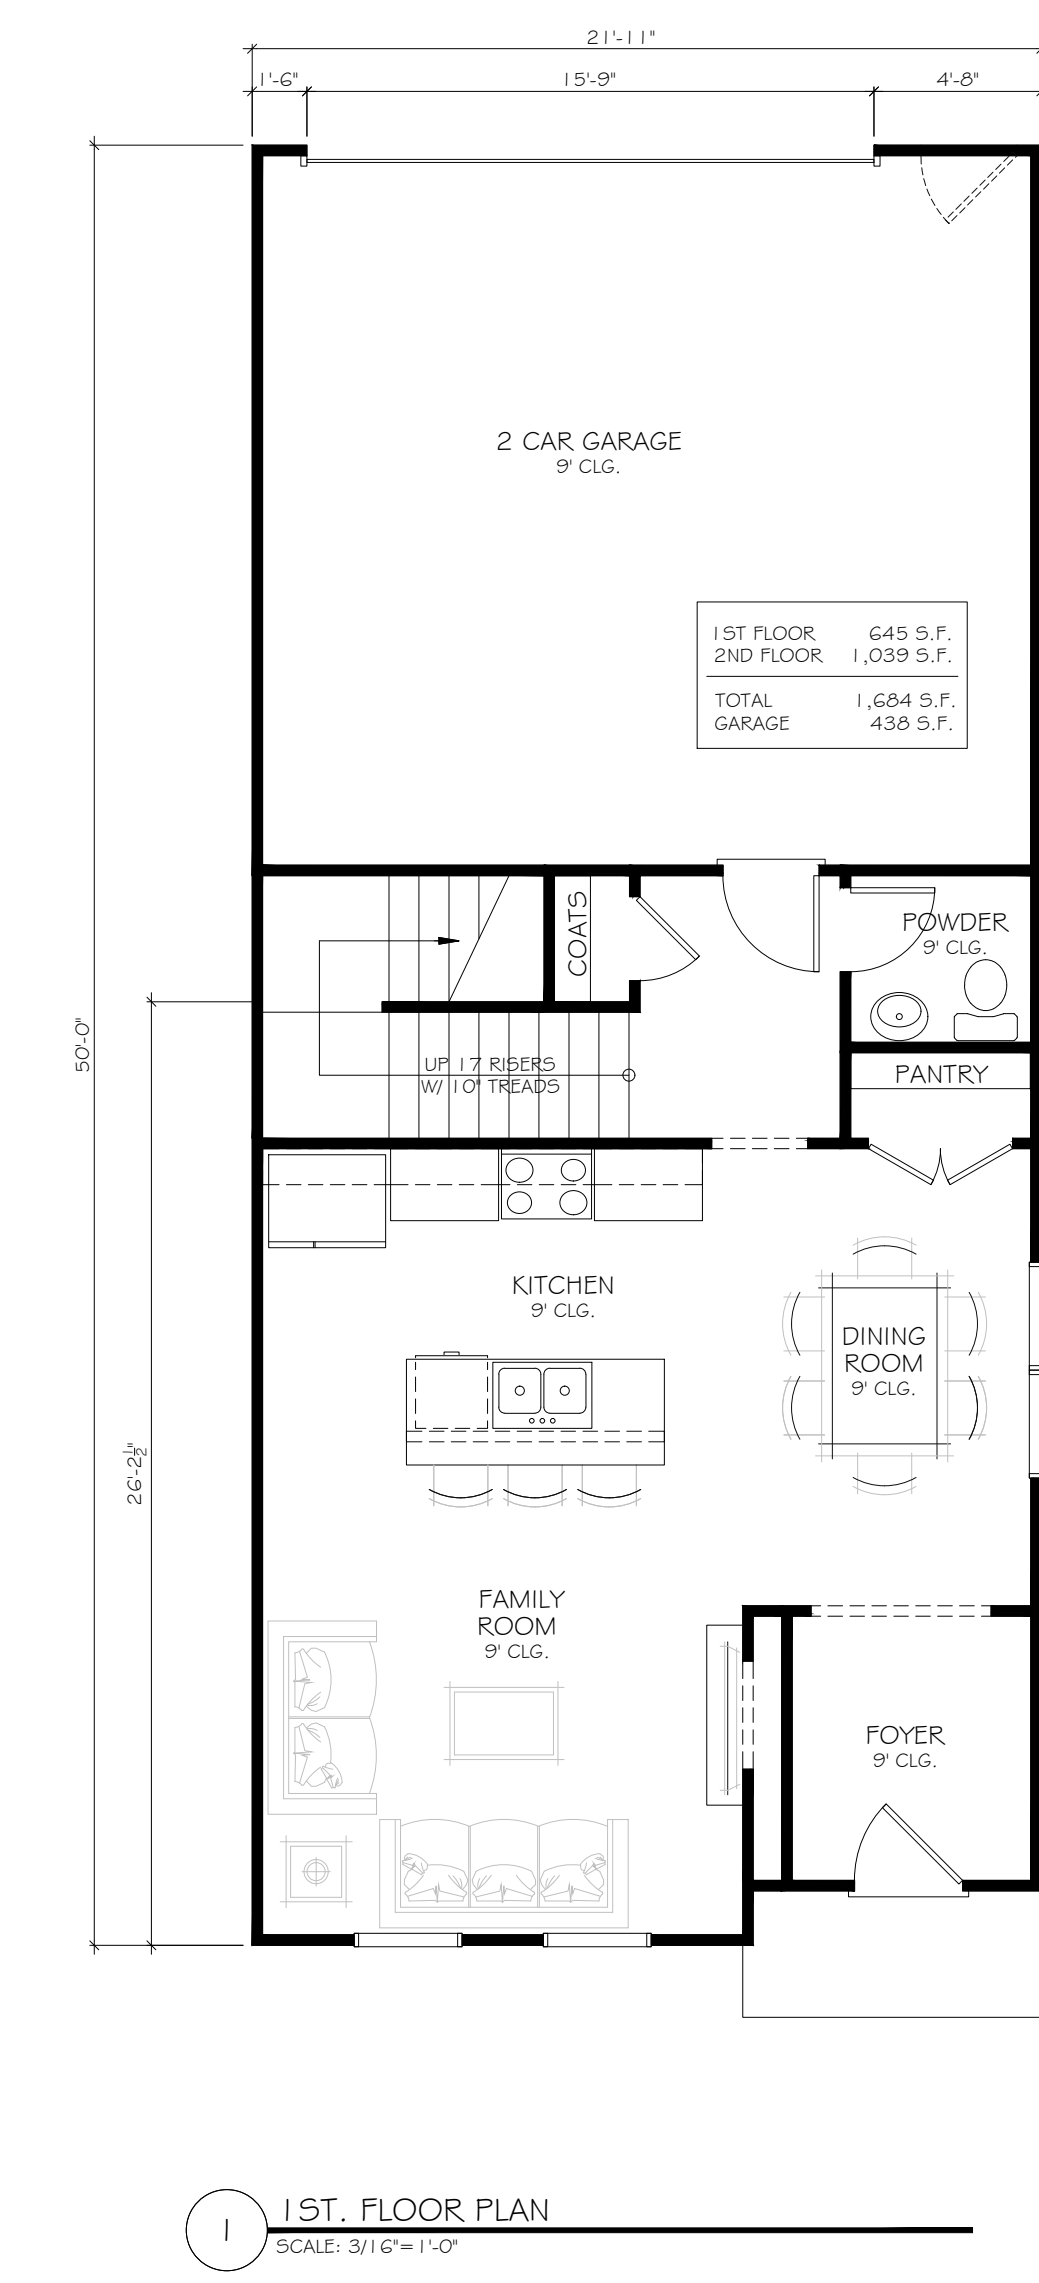 21'-11"
1'-6" 15'-9" 4'-8"
2 CAR GARAGE
9' CLG.
1ST FLOOR 645 S.F.
2ND FLOOR 1,039 S.F.
TOTAL 1,684 S.F.
GARAGE 438 S.F.
COATS
POWDER
9' CLG.
50'-0"
UP 17 RISERS
W/ 10" TREADS
PANTRY
KITCHEN
9' CLG.
DINING
ROOM
9' CLG.
26'-2½"
FAMILY
ROOM
9' CLG.
FOYER
9' CLG.
1
1ST. FLOOR PLAN
SCALE: 3/16"=1'-0"